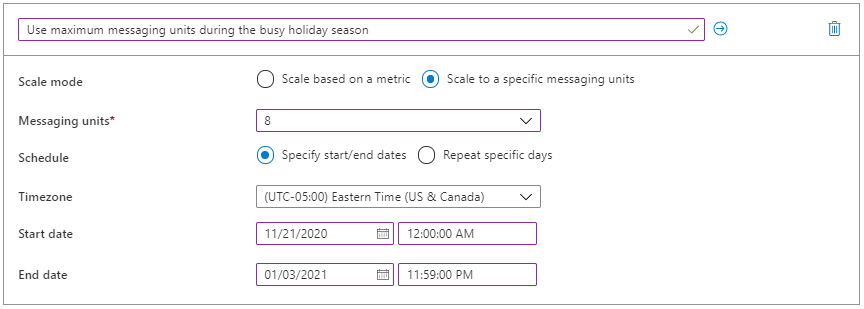 Use maximum messaging units during the busy holiday season
Scale mode Scale based on a metric Scale to a specific messaging units
Messaging units* 8
Schedule Specify start/end dates Repeat specific days
Timezone (UTC-05:00) Eastern Time (US & Canada)
Start date 11/21/2020 12:00:00 AM
End date 01/03/2021 11:59:00 PM